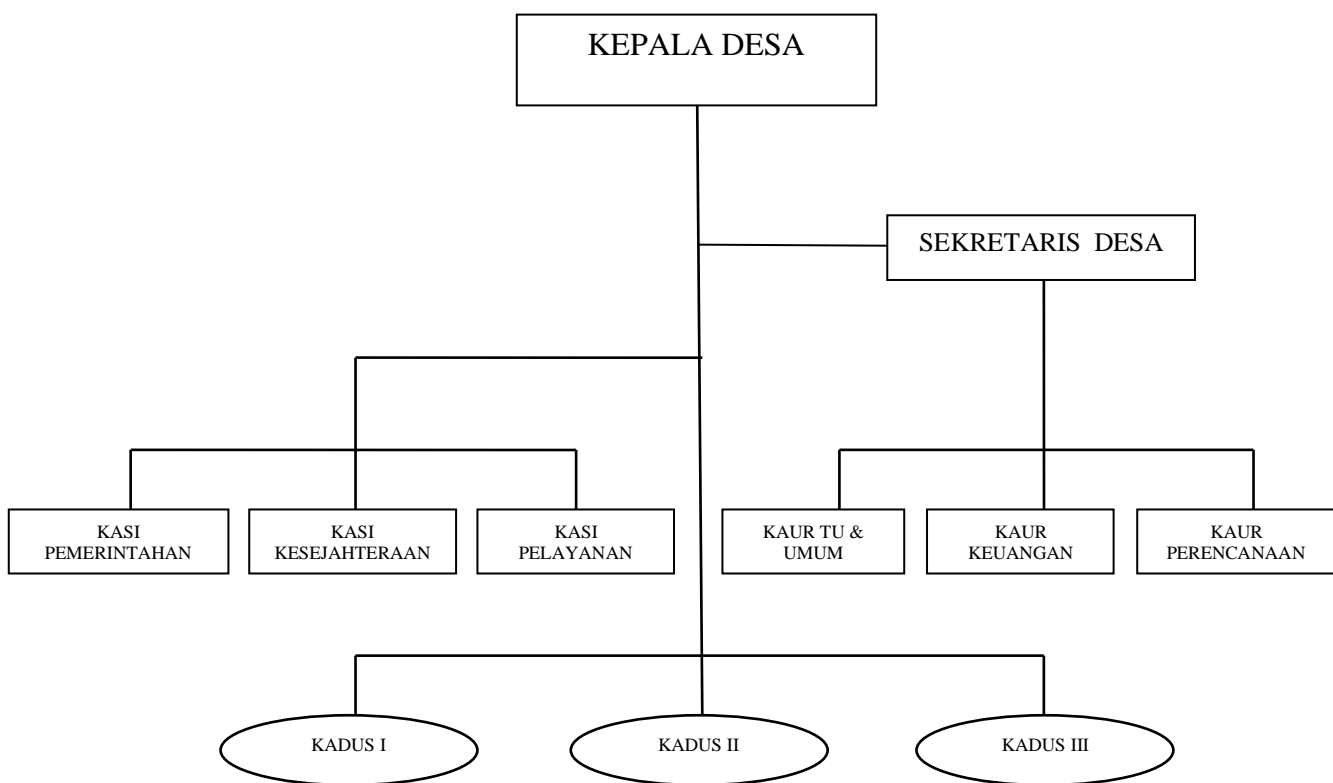 KEPALA DESA
SEKRETARIS DESA
KASI
PEMERINTAHAN
KASI
KESEJAHTERAAN
KASI
PELAYANAN
KAUR TU &
UMUM
KAUR
KEUANGAN
KAUR
PERENCANAAN
KADUS I
KADUS II
KADUS III